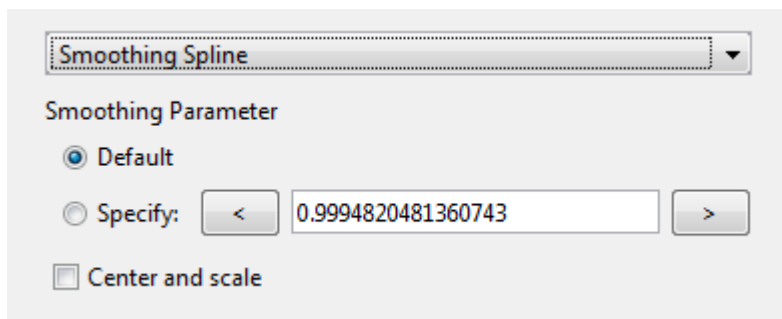 Smoothing Spline
Smoothing Parameter
Default
Specify: < 0.9994820481360743 >
Center and scale